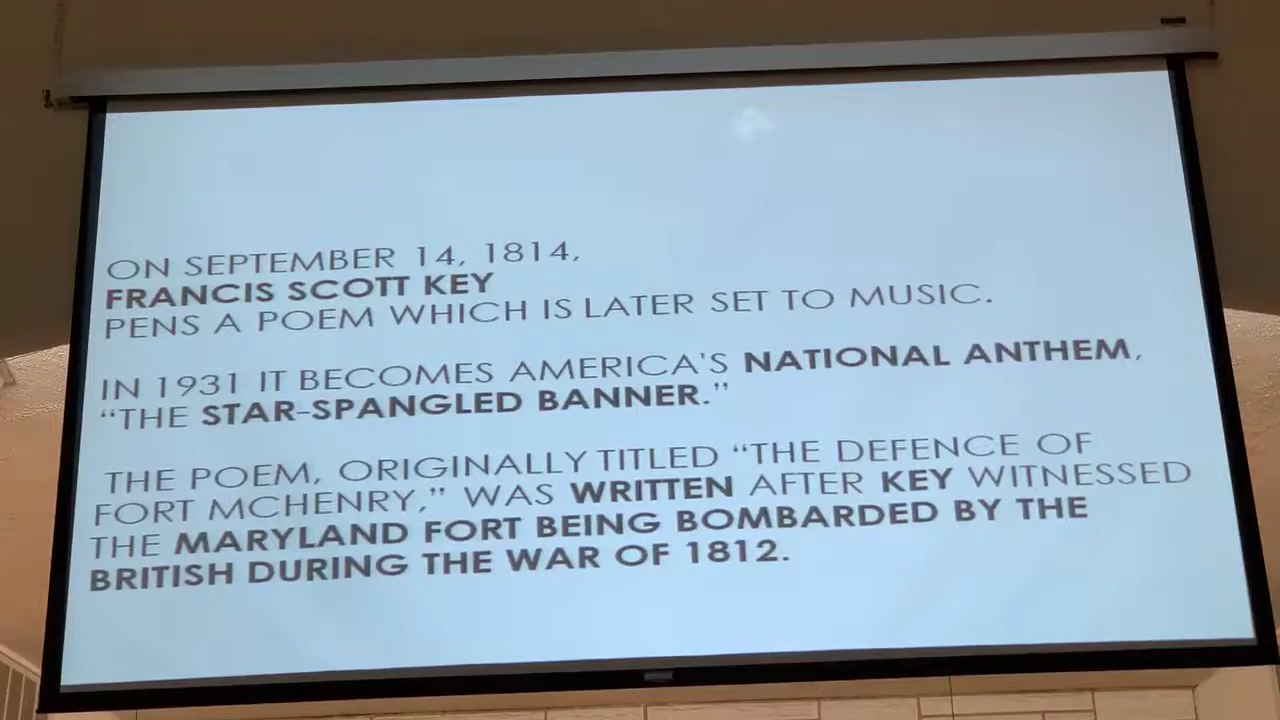 ON SEPTEMBER 14, 1814,
FRANCIS SCOTT KEY
PENS A POEM WHICH IS LATER SET TO MUSIC.
IN 1931 IT BECOMES AMERICA'S NATIONAL ANTHEM,
“THE STAR-SPANGLED BANNER.”
THE POEM, ORIGINALLY TITLED “THE DEFENCE OF
FORT MCHENRY,” WAS WRITTEN AFTER KEY WITNESSED
THE MARYLAND FORT BEING BOMBARDED BY THE
BRITISH DURING THE WAR OF 1812.